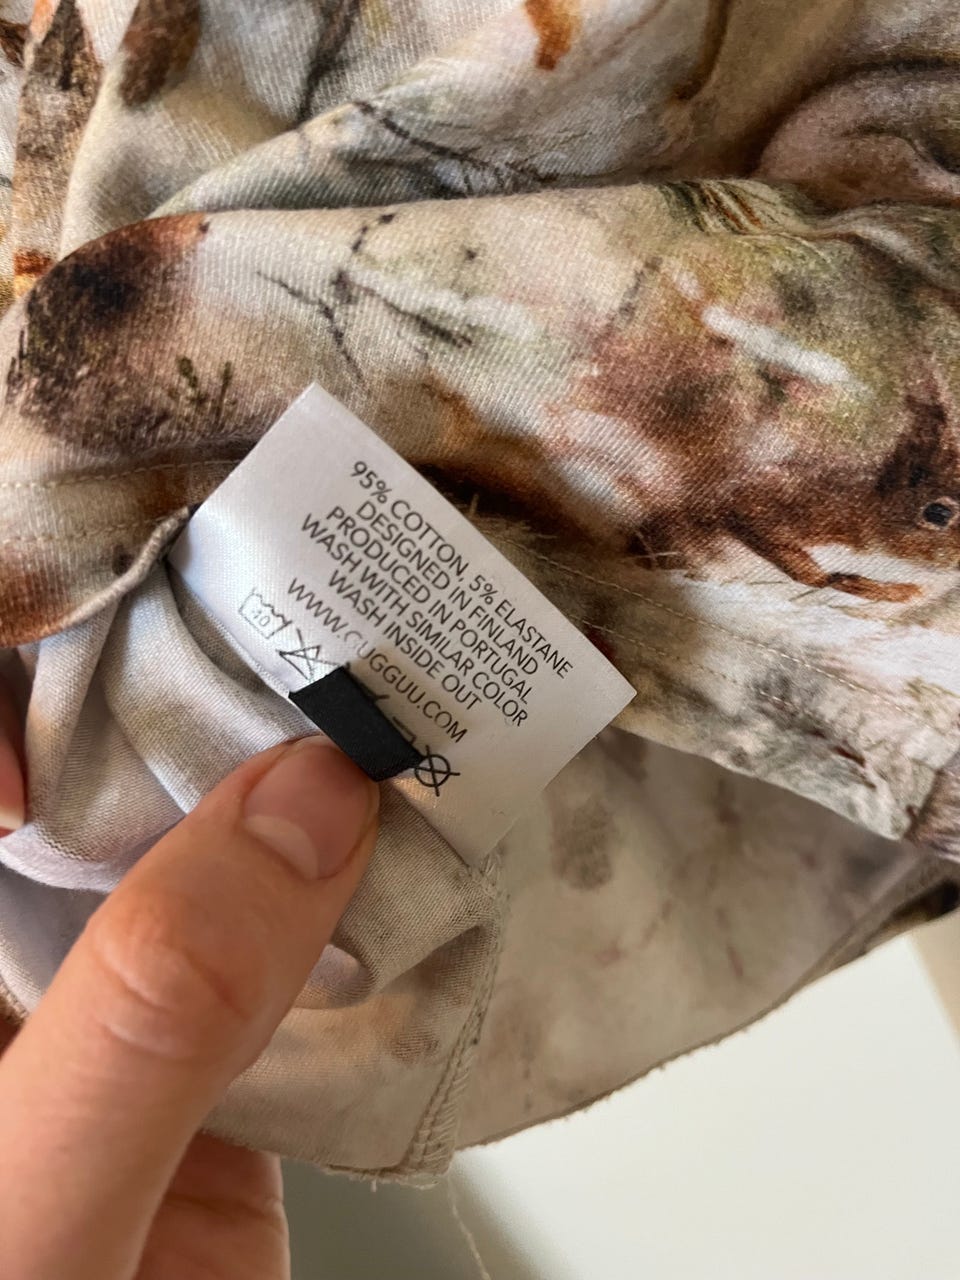 95% COTTON, 5% ELASTANE
DESIGNED IN FINLAND
PRODUCED IN PORTUGAL
WASH WITH SIMILAR COLOR
WASH INSIDE OUT
WWW.GUGGUU.COM